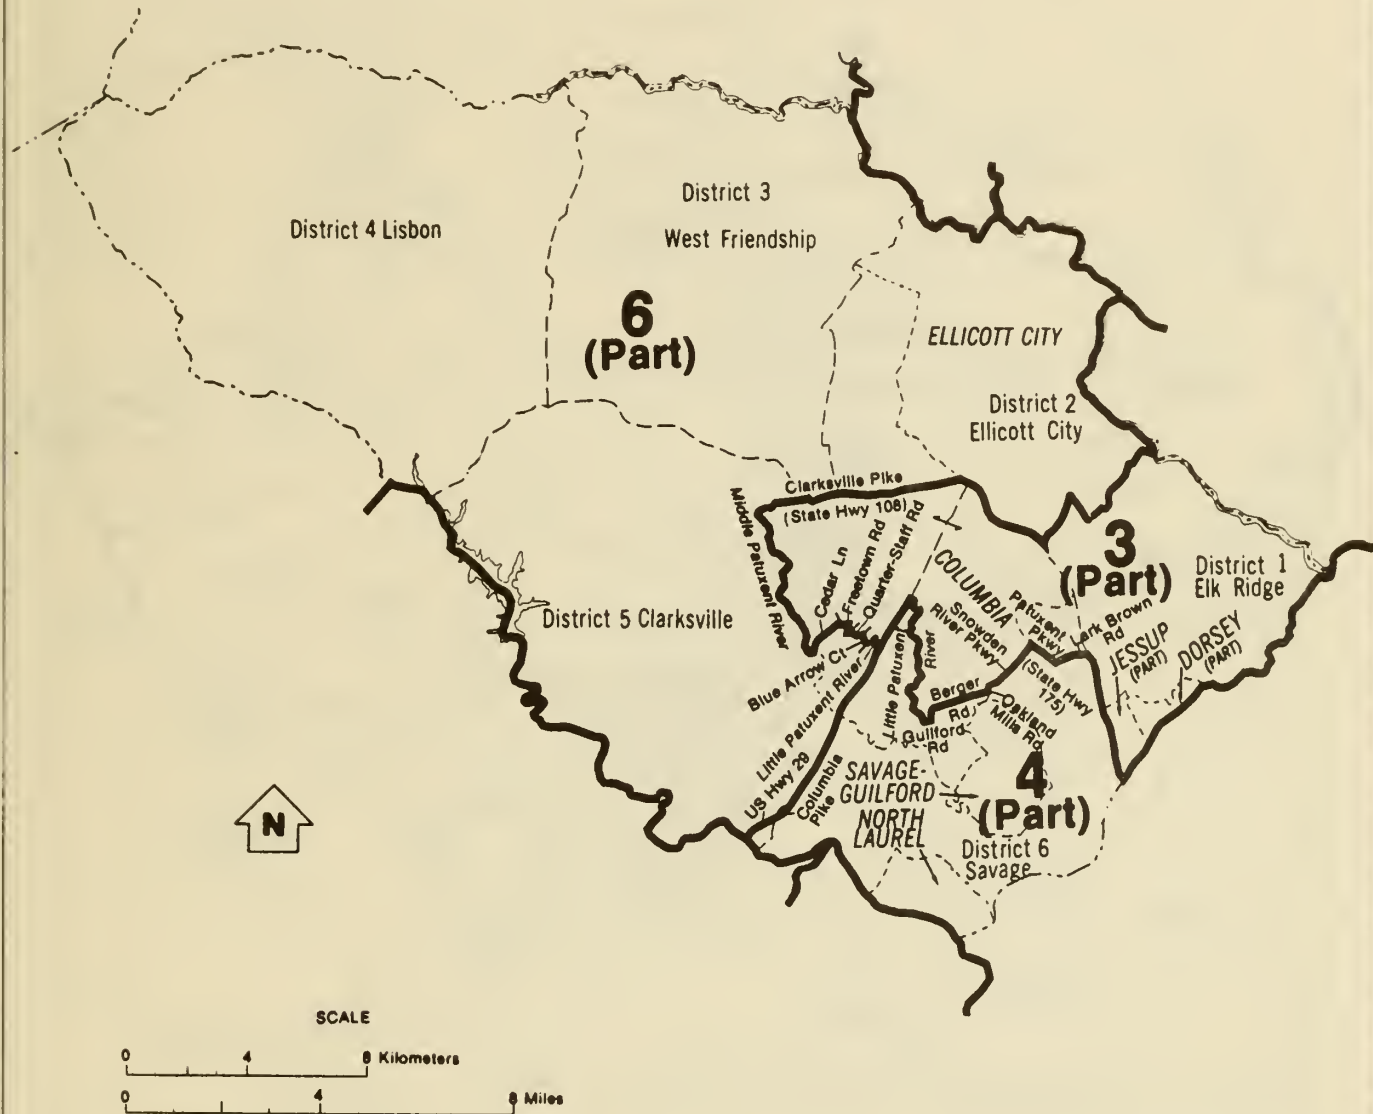 District 3
West Friendship
District 4 Lisbon
6
(Part)
ELLICOTT CITY
District 2
Ellicott City
Clarksville Pike
(State Hwy 108)
Middle Patuxent River
Cedar Ln
Freetown Rd
Quarter-Staff Rd
3
(Part)
District 1
Elk Ridge
COLUMBIA
Patuxent
Pkwy
Lark Brown
Rd
Snowden
River Pkwy
JESSUP
(PART)
DORSEY
(PART)
District 5 Clarksville
Blue Arrow Ct
Little Patuxent River
US Hwy 29
Columbia
Pike
Little Patuxent
River
Berger
Rd
Guilford
Rd
(State Hwy
175)
Oakland
Mills Rd
SAVAGE-
GUILFORD
NORTH
LAUREL
4
(Part)
District 6
Savage
N
SCALE
0 4 8 Kilometers
0 4 8 Miles